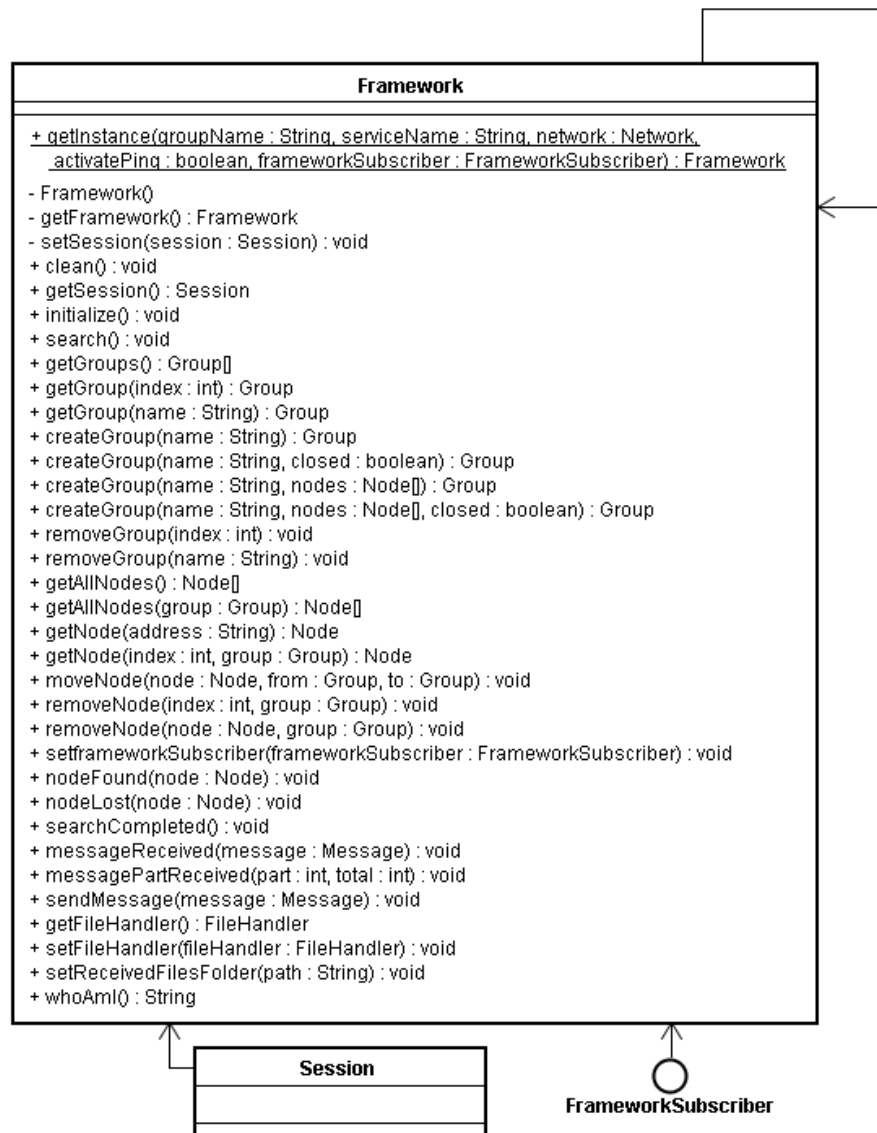 Framework
+ getInstance(groupName : String, serviceName : String, network : Network,
activatePing : boolean, frameworkSubscriber : FrameworkSubscriber) : Framework
- Framework()
- getFramework() : Framework
- setSession(session : Session) : void
+ clean() : void
+ getSession() : Session
+ initialize() : void
+ search() : void
+ getGroups() : Group[]
+ getGroup(index : int) : Group
+ getGroup(name : String) : Group
+ createGroup(name : String) : Group
+ createGroup(name : String, closed : boolean) : Group
+ createGroup(name : String, nodes : Node[]) : Group
+ createGroup(name : String, nodes : Node[], closed : boolean) : Group
+ removeGroup(index : int) : void
+ removeGroup(name : String) : void
+ getAllNodes() : Node[]
+ getAllNodes(group : Group) : Node[]
+ getNode(address : String) : Node
+ getNode(index : int, group : Group) : Node
+ moveNode(node : Node, from : Group, to : Group) : void
+ removeNode(index : int, group : Group) : void
+ removeNode(node : Node, group : Group) : void
+ setframeworkSubscriber(frameworkSubscriber : FrameworkSubscriber) : void
+ nodeFound(node : Node) : void
+ nodeLost(node : Node) : void
+ searchCompleted() : void
+ messageReceived(message : Message) : void
+ messagePartReceived(part : int, total : int) : void
+ sendMessage(message : Message) : void
+ getFileHandler() : FileHandler
+ setFileHandler(fileHandler : FileHandler) : void
+ setReceivedFilesFolder(path : String) : void
+ whoAmI() : String
Session
FrameworkSubscriber